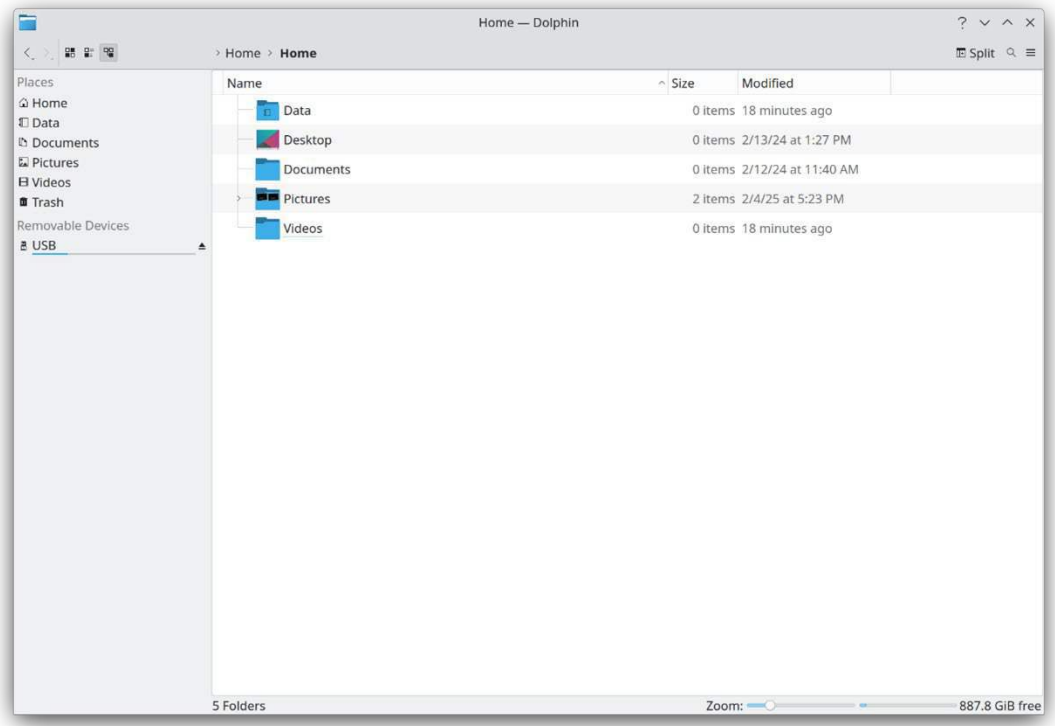 Home — Dolphin
Home > Home
Split
Places
Home
Data
Documents
Pictures
Videos
Trash
Removable Devices
USB
Name Size Modified
Data 0 items 18 minutes ago
Desktop 0 items 2/13/24 at 1:27 PM
Documents 0 items 2/12/24 at 11:40 AM
Pictures 2 items 2/4/25 at 5:23 PM
Videos 0 items 18 minutes ago
5 Folders
Zoom:
887.8 GiB free